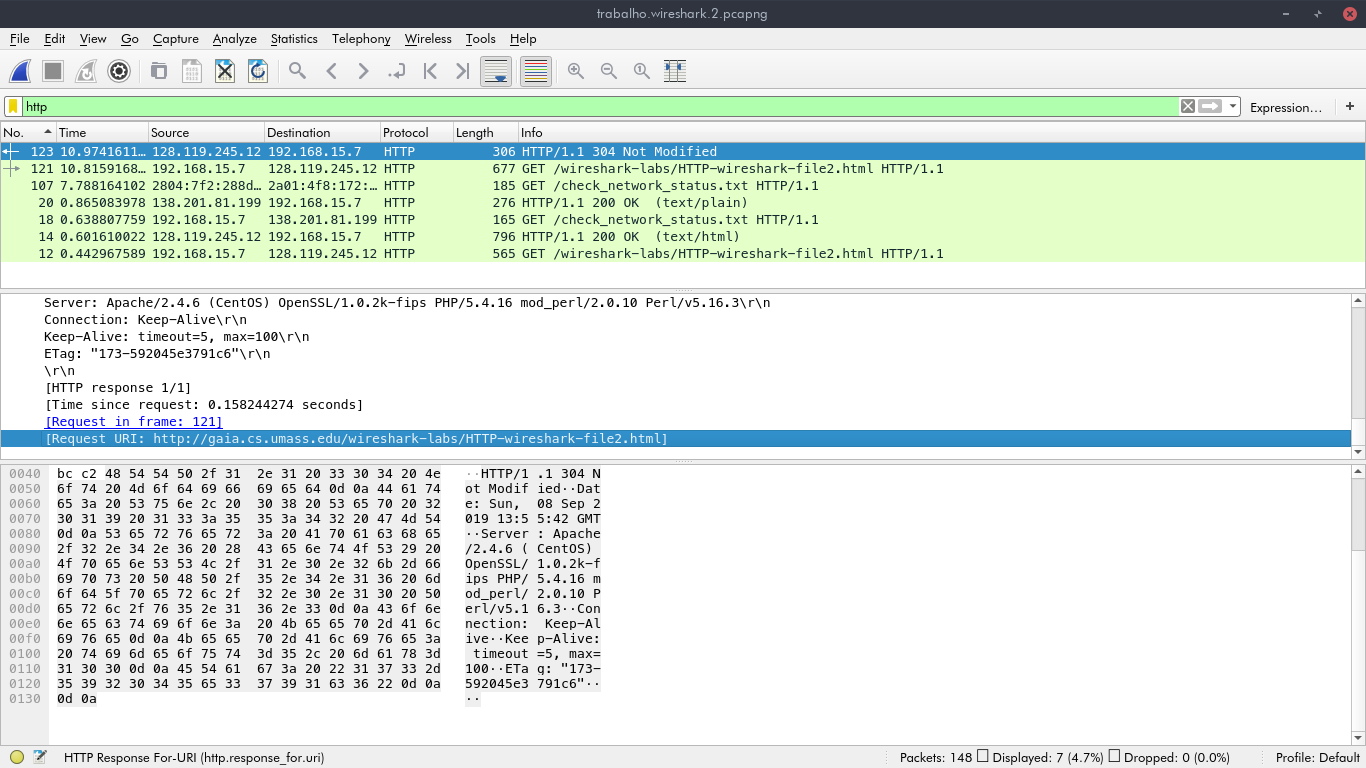 trabalho.wireshark.2.pcapng
File Edit View Go Capture Analyze Statistics Telephony Wireless Tools Help
http
Expression…
No. Time Source Destination Protocol Length Info
123 10.9741611… 128.119.245.12 192.168.15.7 HTTP 306 HTTP/1.1 304 Not Modified
121 10.8159168… 192.168.15.7 128.119.245.12 HTTP 677 GET /wireshark-labs/HTTP-wireshark-file2.html HTTP/1.1
107 7.788164102 2804:7f2:288d… 2a01:4f8:172:… HTTP 185 GET /check_network_status.txt HTTP/1.1
20 0.865083978 138.201.81.199 192.168.15.7 HTTP 276 HTTP/1.1 200 OK (text/plain)
18 0.638807759 192.168.15.7 138.201.81.199 HTTP 165 GET /check_network_status.txt HTTP/1.1
14 0.601610022 128.119.245.12 192.168.15.7 HTTP 796 HTTP/1.1 200 OK (text/html)
12 0.442967589 192.168.15.7 128.119.245.12 HTTP 565 GET /wireshark-labs/HTTP-wireshark-file2.html HTTP/1.1
Server: Apache/2.4.6 (CentOS) OpenSSL/1.0.2k-fips PHP/5.4.16 mod_perl/2.0.10 Perl/v5.16.3\r\n
Connection: Keep-Alive\r\n
Keep-Alive: timeout=5, max=100\r\n
ETag: "173-592045e3791c6"\r\n
\r\n
[HTTP response 1/1]
[Time since request: 0.158244274 seconds]
[Request in frame: 121]
[Request URI: http://gaia.cs.umass.edu/wireshark-labs/HTTP-wireshark-file2.html]
0040 bc c2 48 54 54 50 2f 31 2e 31 20 33 30 34 20 4e ··HTTP/1 .1 304 N
0050 6f 74 20 4d 6f 64 69 66 69 65 64 0d 0a 44 61 74 ot Modif ied··Dat
0060 65 3a 20 53 75 6e 2c 20 30 38 20 53 65 70 20 32 e: Sun, 08 Sep 2
0070 30 31 39 20 31 33 3a 35 35 3a 34 32 20 47 4d 54 019 13:5 5:42 GMT
0080 0d 0a 53 65 72 76 65 72 3a 20 41 70 61 63 68 65 ··Server : Apache
0090 2f 32 2e 34 2e 36 20 28 43 65 6e 74 4f 53 29 20 /2.4.6 ( CentOS)
00a0 4f 70 65 6e 53 53 4c 2f 31 2e 30 2e 32 6b 2d 66 OpenSSL/ 1.0.2k-f
00b0 69 70 73 20 50 48 50 2f 35 2e 34 2e 31 36 20 6d ips PHP/ 5.4.16 m
00c0 6f 64 5f 70 65 72 6c 2f 32 2e 30 2e 31 30 20 50 od_perl/ 2.0.10 P
00d0 65 72 6c 2f 76 35 2e 31 36 2e 33 0d 0a 43 6f 6e erl/v5.1 6.3··Con
00e0 6e 65 63 74 69 6f 6e 3a 20 4b 65 65 70 2d 41 6c nection: Keep-Al
00f0 69 76 65 0d 0a 4b 65 65 70 2d 41 6c 69 76 65 3a ive··Kee p-Alive:
0100 20 74 69 6d 65 6f 75 74 3d 35 2c 20 6d 61 78 3d timeout =5, max=
0110 31 30 30 0d 0a 45 54 61 67 3a 20 22 31 37 33 2d 100··ETa g: "173-
0120 35 39 32 30 34 35 65 33 37 39 31 63 36 22 0d 0a 592045e3 791c6"··
0130 0d 0a ··
HTTP Response For-URI (http.response_for.uri) Packets: 148 Displayed: 7 (4.7%) Dropped: 0 (0.0%) Profile: Default